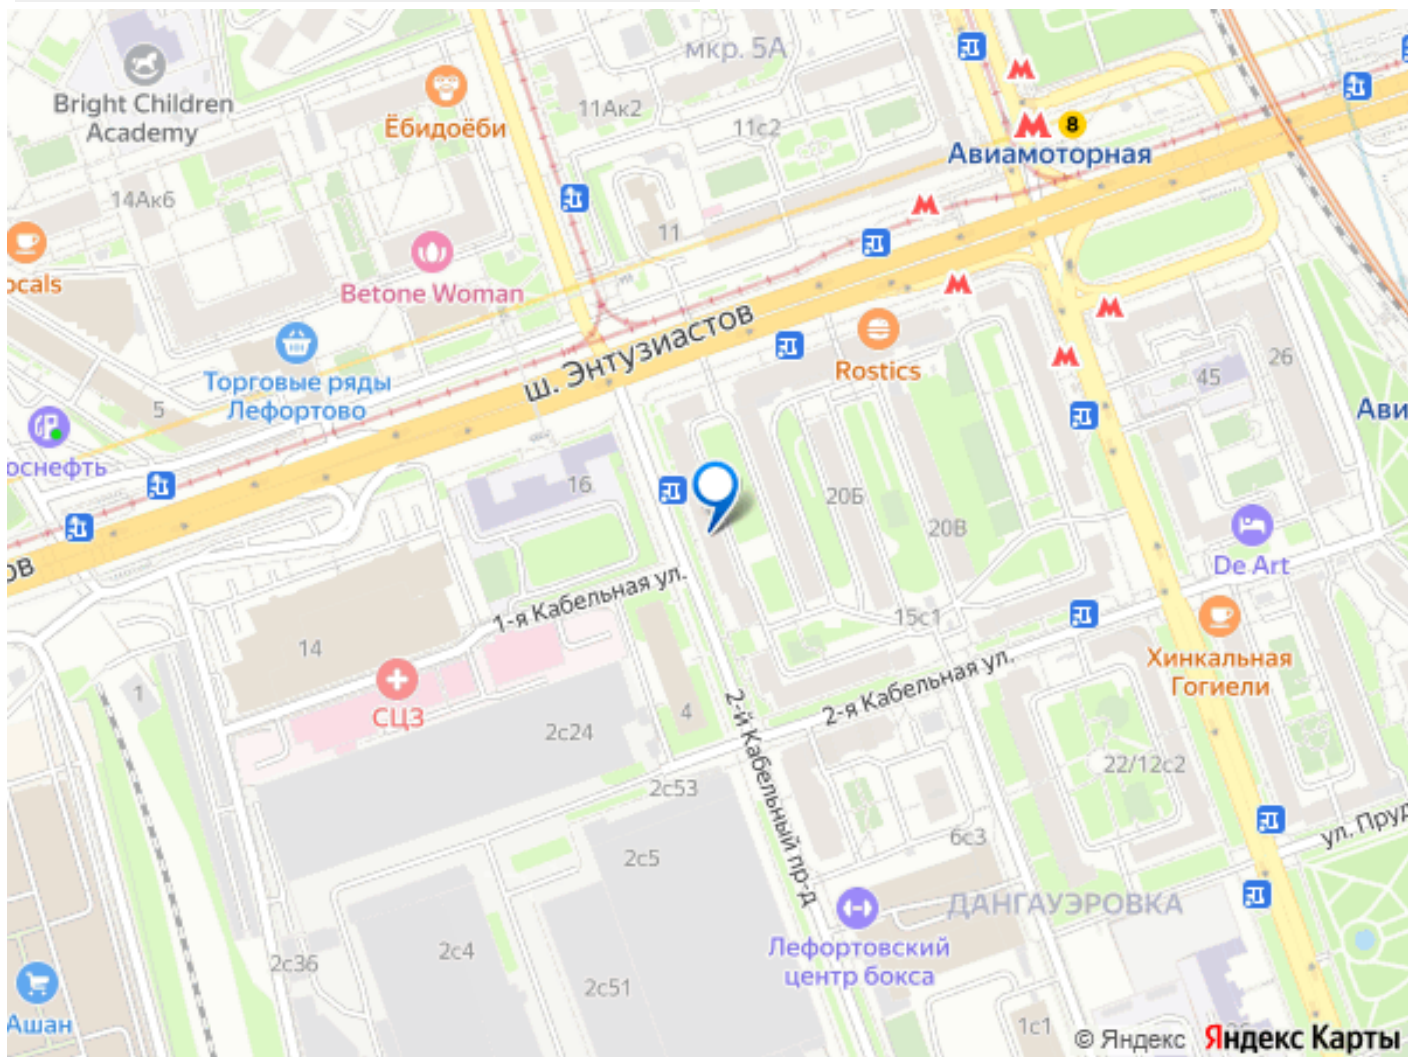 мкр. 5А
Bright Children
Academy
Ёбидоёби
11Ак2
11с2
8
Авиамоторная
14Ак6
11
ocals
Betone Woman
ш. Энтузиастов
Торговые ряды
Лефортово
Rostics
26
45
5
Ави
оснефть
16
20Б
20В
ов
De Art
1-я Кабельная ул.
15с1
14
Хинкальная
Гогиели
2-я Кабельная ул.
1
СЦЗ
4
2-й Кабельный пр-д
2с24
22/12с2
2с53
ул. Пруд
6с3
2с5
ДАНГАУЭРОВКА
Лефортовский
центр бокса
2с4
2с36
2с51
Ашан
1с1
© Яндекс Яндекс Карты